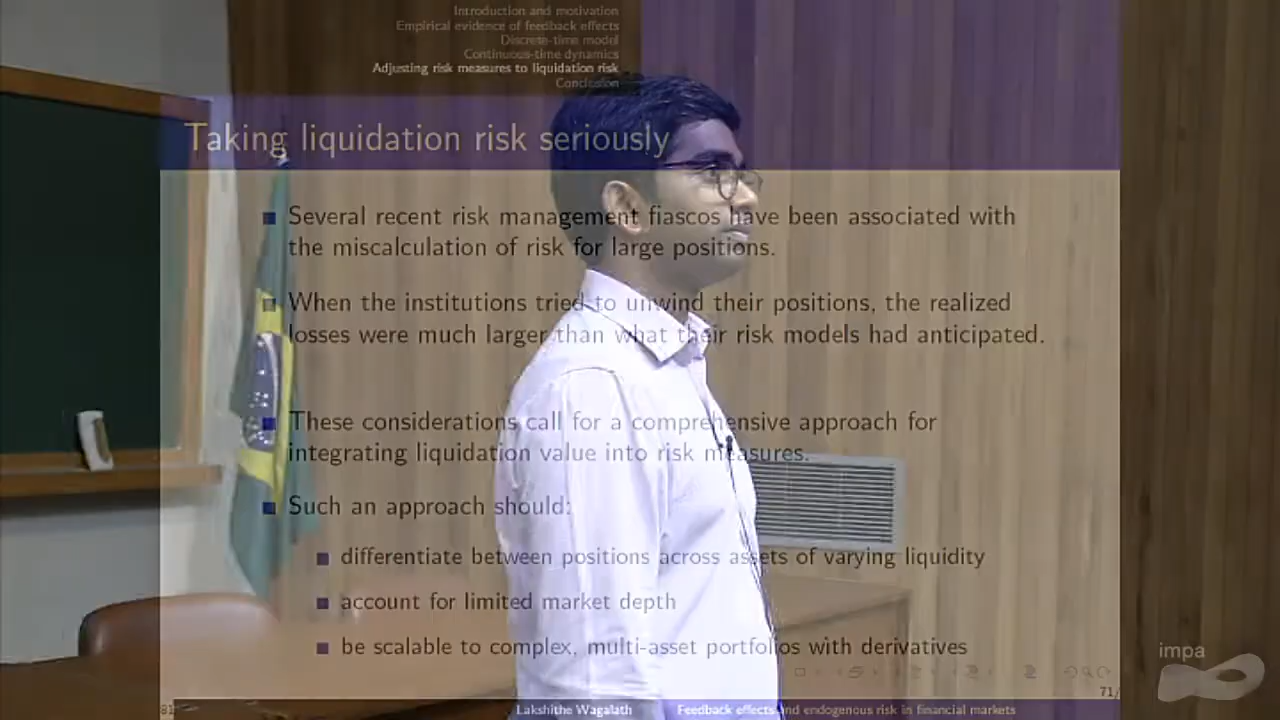 Introduction and motivation
Empirical evidence of feedback effects
Discrete-time model
Continuous-time dynamics
Adjusting risk measures to liquidation risk
Conclusion
Taking liquidation risk seriously
Several recent risk management fiascos have been associated with
the miscalculation of risk for large positions.
When the institutions tried to unwind their positions, the realized
losses were much larger than what their risk models had anticipated.
These considerations call for a comprehensive approach for
integrating liquidation value into risk measures.
Such an approach should:
differentiate between positions across assets of varying liquidity
account for limited market depth
be scalable to complex, multi-asset portfolios with derivatives
impa
71/
81
Lakshithe Wagalath
Feedback effects and endogenous risk in financial markets